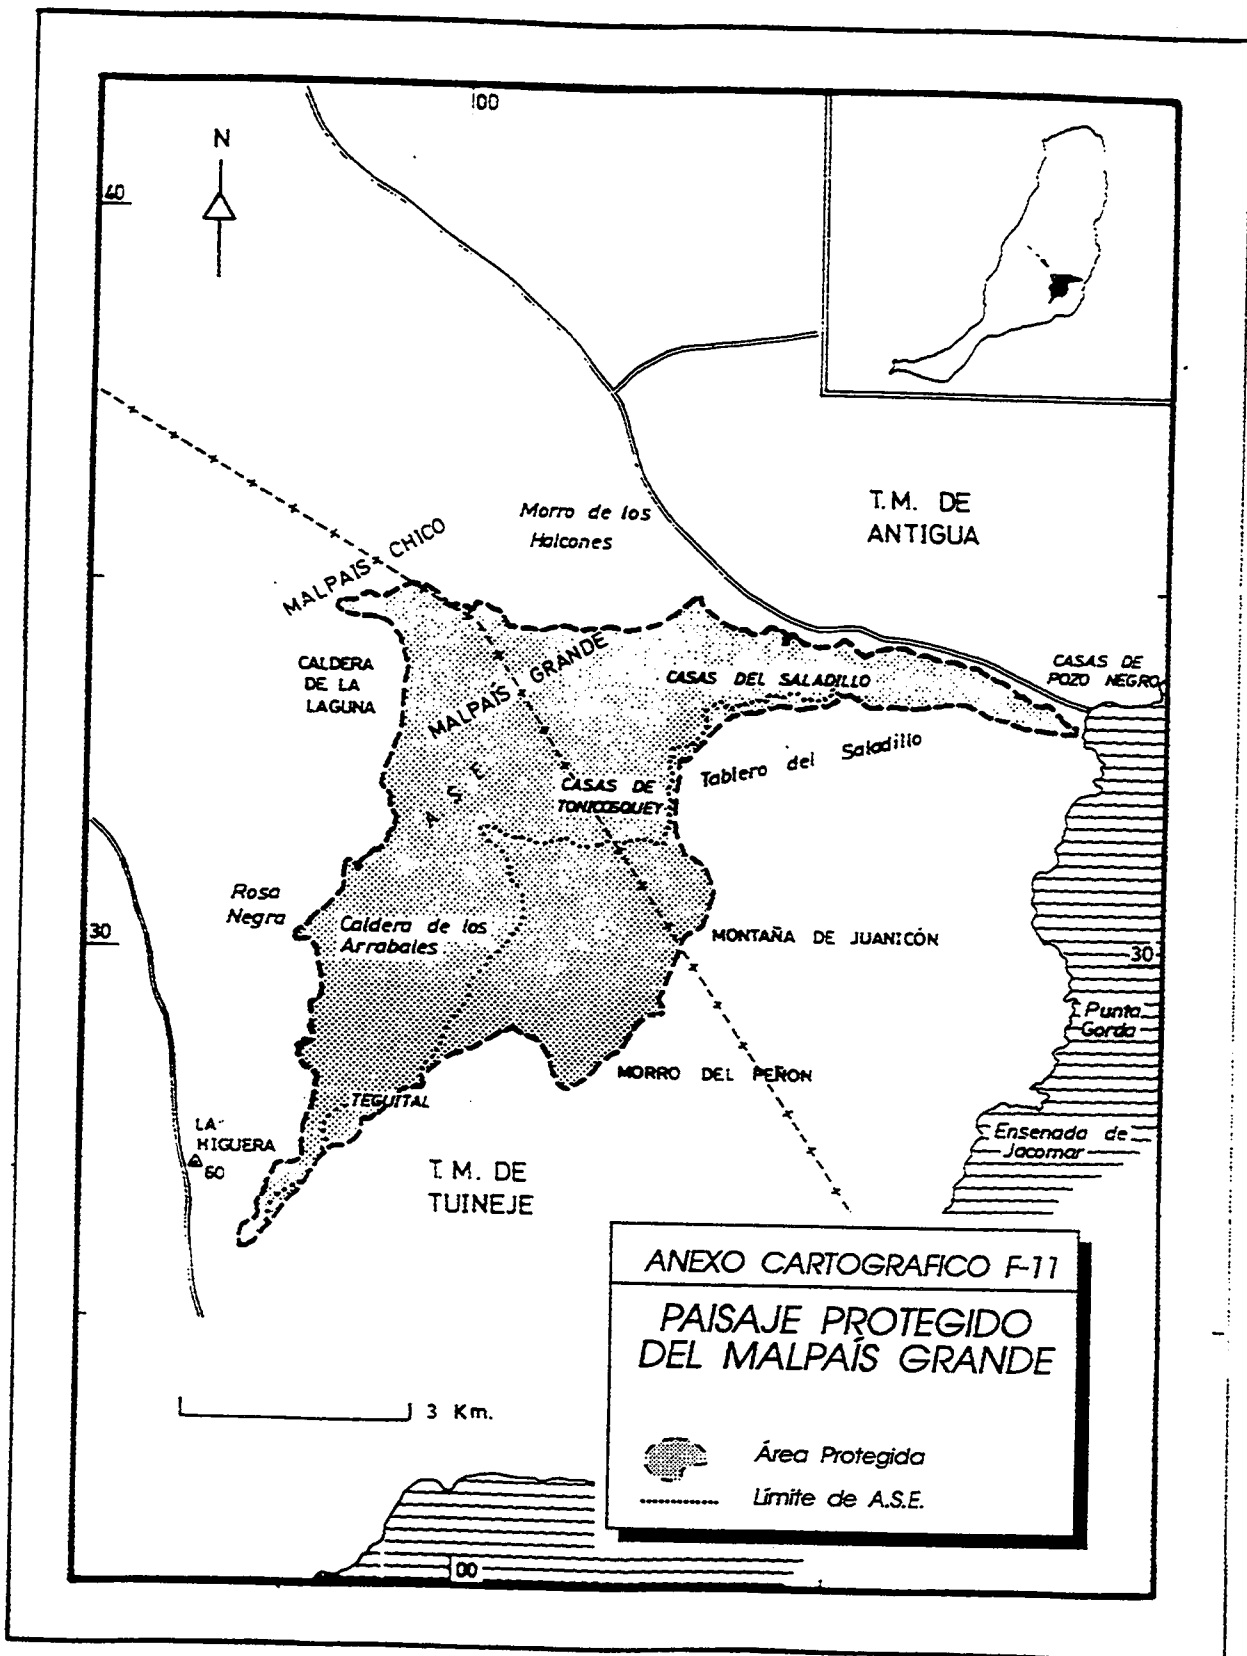 100
N
40
T.M. DE
ANTIGUA
Morro de los
Halcones
MALPAÍS CHICO
CALDERA
DE LA
LAGUNA
MALPAÍS GRANDE
CASAS DEL SALADILLO
CASAS DE
POZO NEGRO
A S E
Tablero del Saladillo
CASAS DE
TONICOSQUEY
Rosa
Negra
Caldera de los
Arrabales
30
MONTAÑA DE JUANICÓN
30
Punta
Gorda
MORRO DEL PEÑON
TEGUITAL
LA
HIGUERA
60
Ensenada de
Jacomar
T.M. DE
TUINEJE
ANEXO CARTOGRAFICO F-11
PAISAJE PROTEGIDO
DEL MALPAÍS GRANDE
3 Km.
Área Protegida
Límite de A.S.E.
00